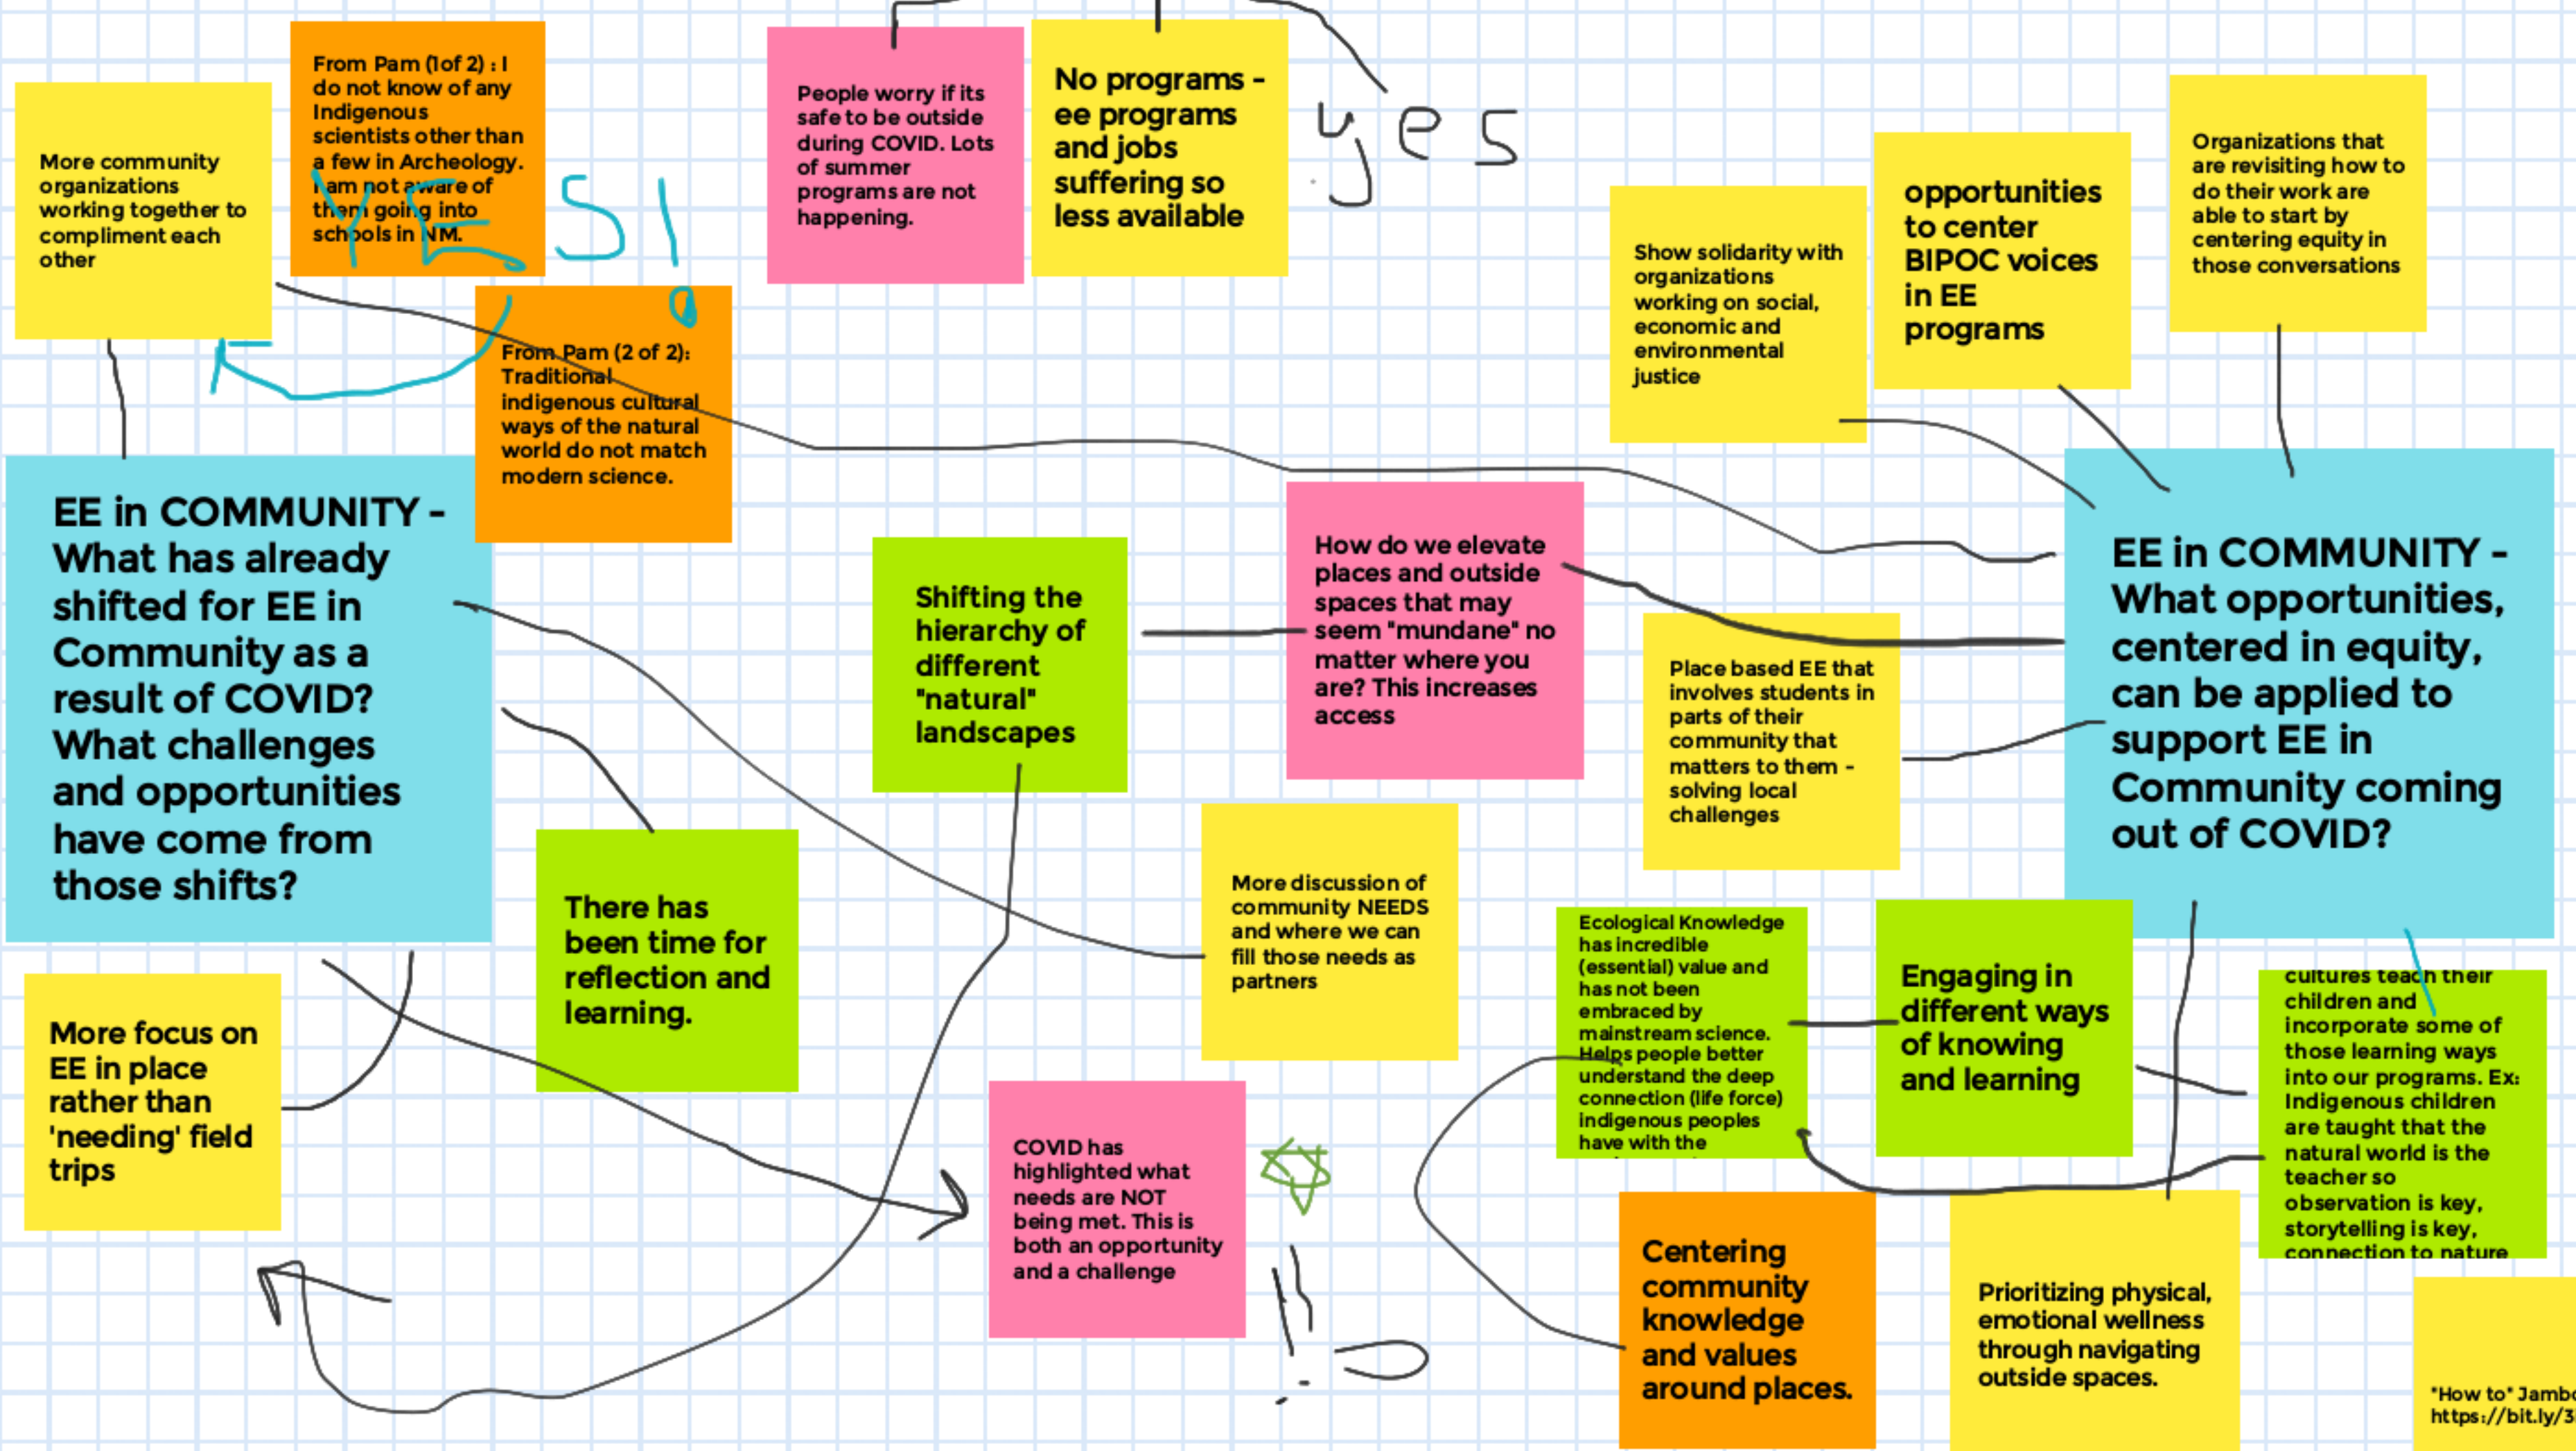 More community
organizations
working together to
compliment each
other
From Pam (1of 2) : I
do not know of any
Indigenous
scientists other than
a few in Archeology.
I am not aware of
them going into
schools in NM.
YES!
From Pam (2 of 2):
Traditional
indigenous cultural
ways of the natural
world do not match
modern science.
People worry if its
safe to be outside
during COVID. Lots
of summer
programs are not
happening.
No programs -
ee programs
and jobs
suffering so
less available
yes
Show solidarity with
organizations
working on social,
economic and
environmental
justice
opportunities
to center
BIPOC voices
in EE
programs
Organizations that
are revisiting how to
do their work are
able to start by
centering equity in
those conversations
EE in COMMUNITY -
What has already
shifted for EE in
Community as a
result of COVID?
What challenges
and opportunities
have come from
those shifts?
Shifting the
hierarchy of
different
"natural"
landscapes
How do we elevate
places and outside
spaces that may
seem "mundane" no
matter where you
are? This increases
access
Place based EE that
involves students in
parts of their
community that
matters to them -
solving local
challenges
EE in COMMUNITY -
What opportunities,
centered in equity,
can be applied to
support EE in
Community coming
out of COVID?
There has
been time for
reflection and
learning.
More discussion of
community NEEDS
and where we can
fill those needs as
partners
More focus on
EE in place
rather than
'needing' field
trips
COVID has
highlighted what
needs are NOT
being met. This is
both an opportunity
and a challenge
!!
Ecological Knowledge
has incredible
(essential) value and
has not been
embraced by
mainstream science.
Helps people better
understand the deep
connection (life force)
indigenous peoples
have with the
Engaging in
different ways
of knowing
and learning
cultures teach their
children and
incorporate some of
those learning ways
into our programs. Ex:
Indigenous children
are taught that the
natural world is the
teacher so
observation is key,
storytelling is key,
connection to nature
Centering
community
knowledge
and values
around places.
Prioritizing physical,
emotional wellness
through navigating
outside spaces.
"How to" Jambo
https://bit.ly/3